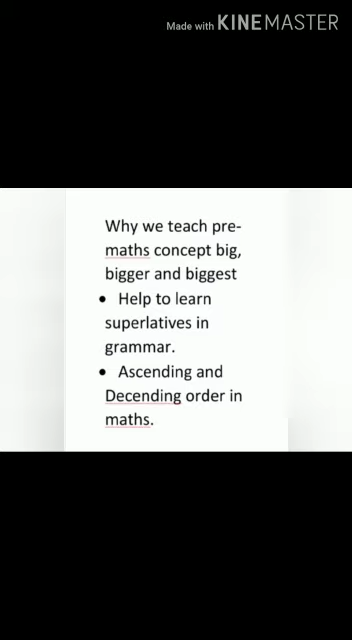 Made with KINEMASTER
Why we teach pre-
maths concept big,
bigger and biggest
• Help to learn
superlatives in
grammar.
• Ascending and
Decending order in
maths.